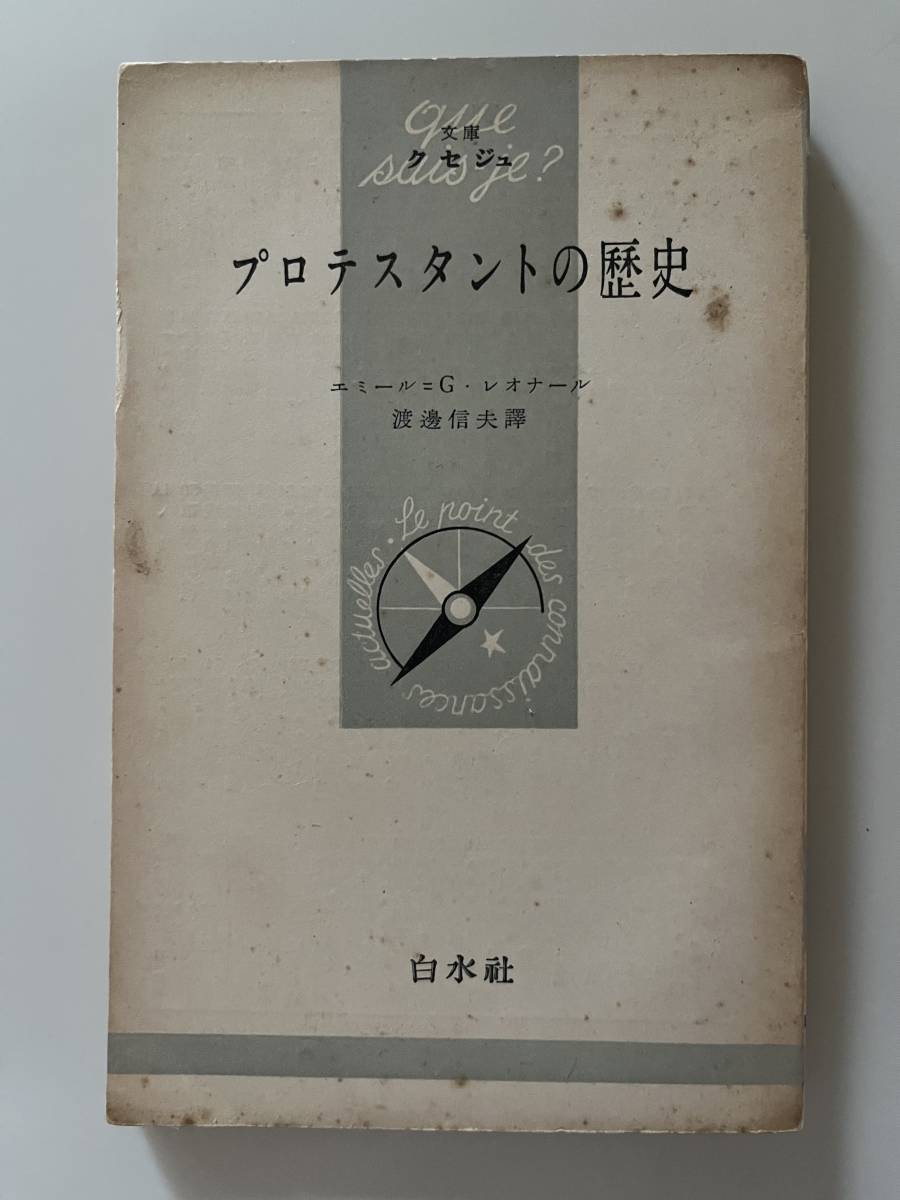 que
文庫
クセジュ
sais-je?
プロテスタントの歷史
エミール=G・レオナール
渡邊信夫譯
Le point des connaissances actuelles・
白水社